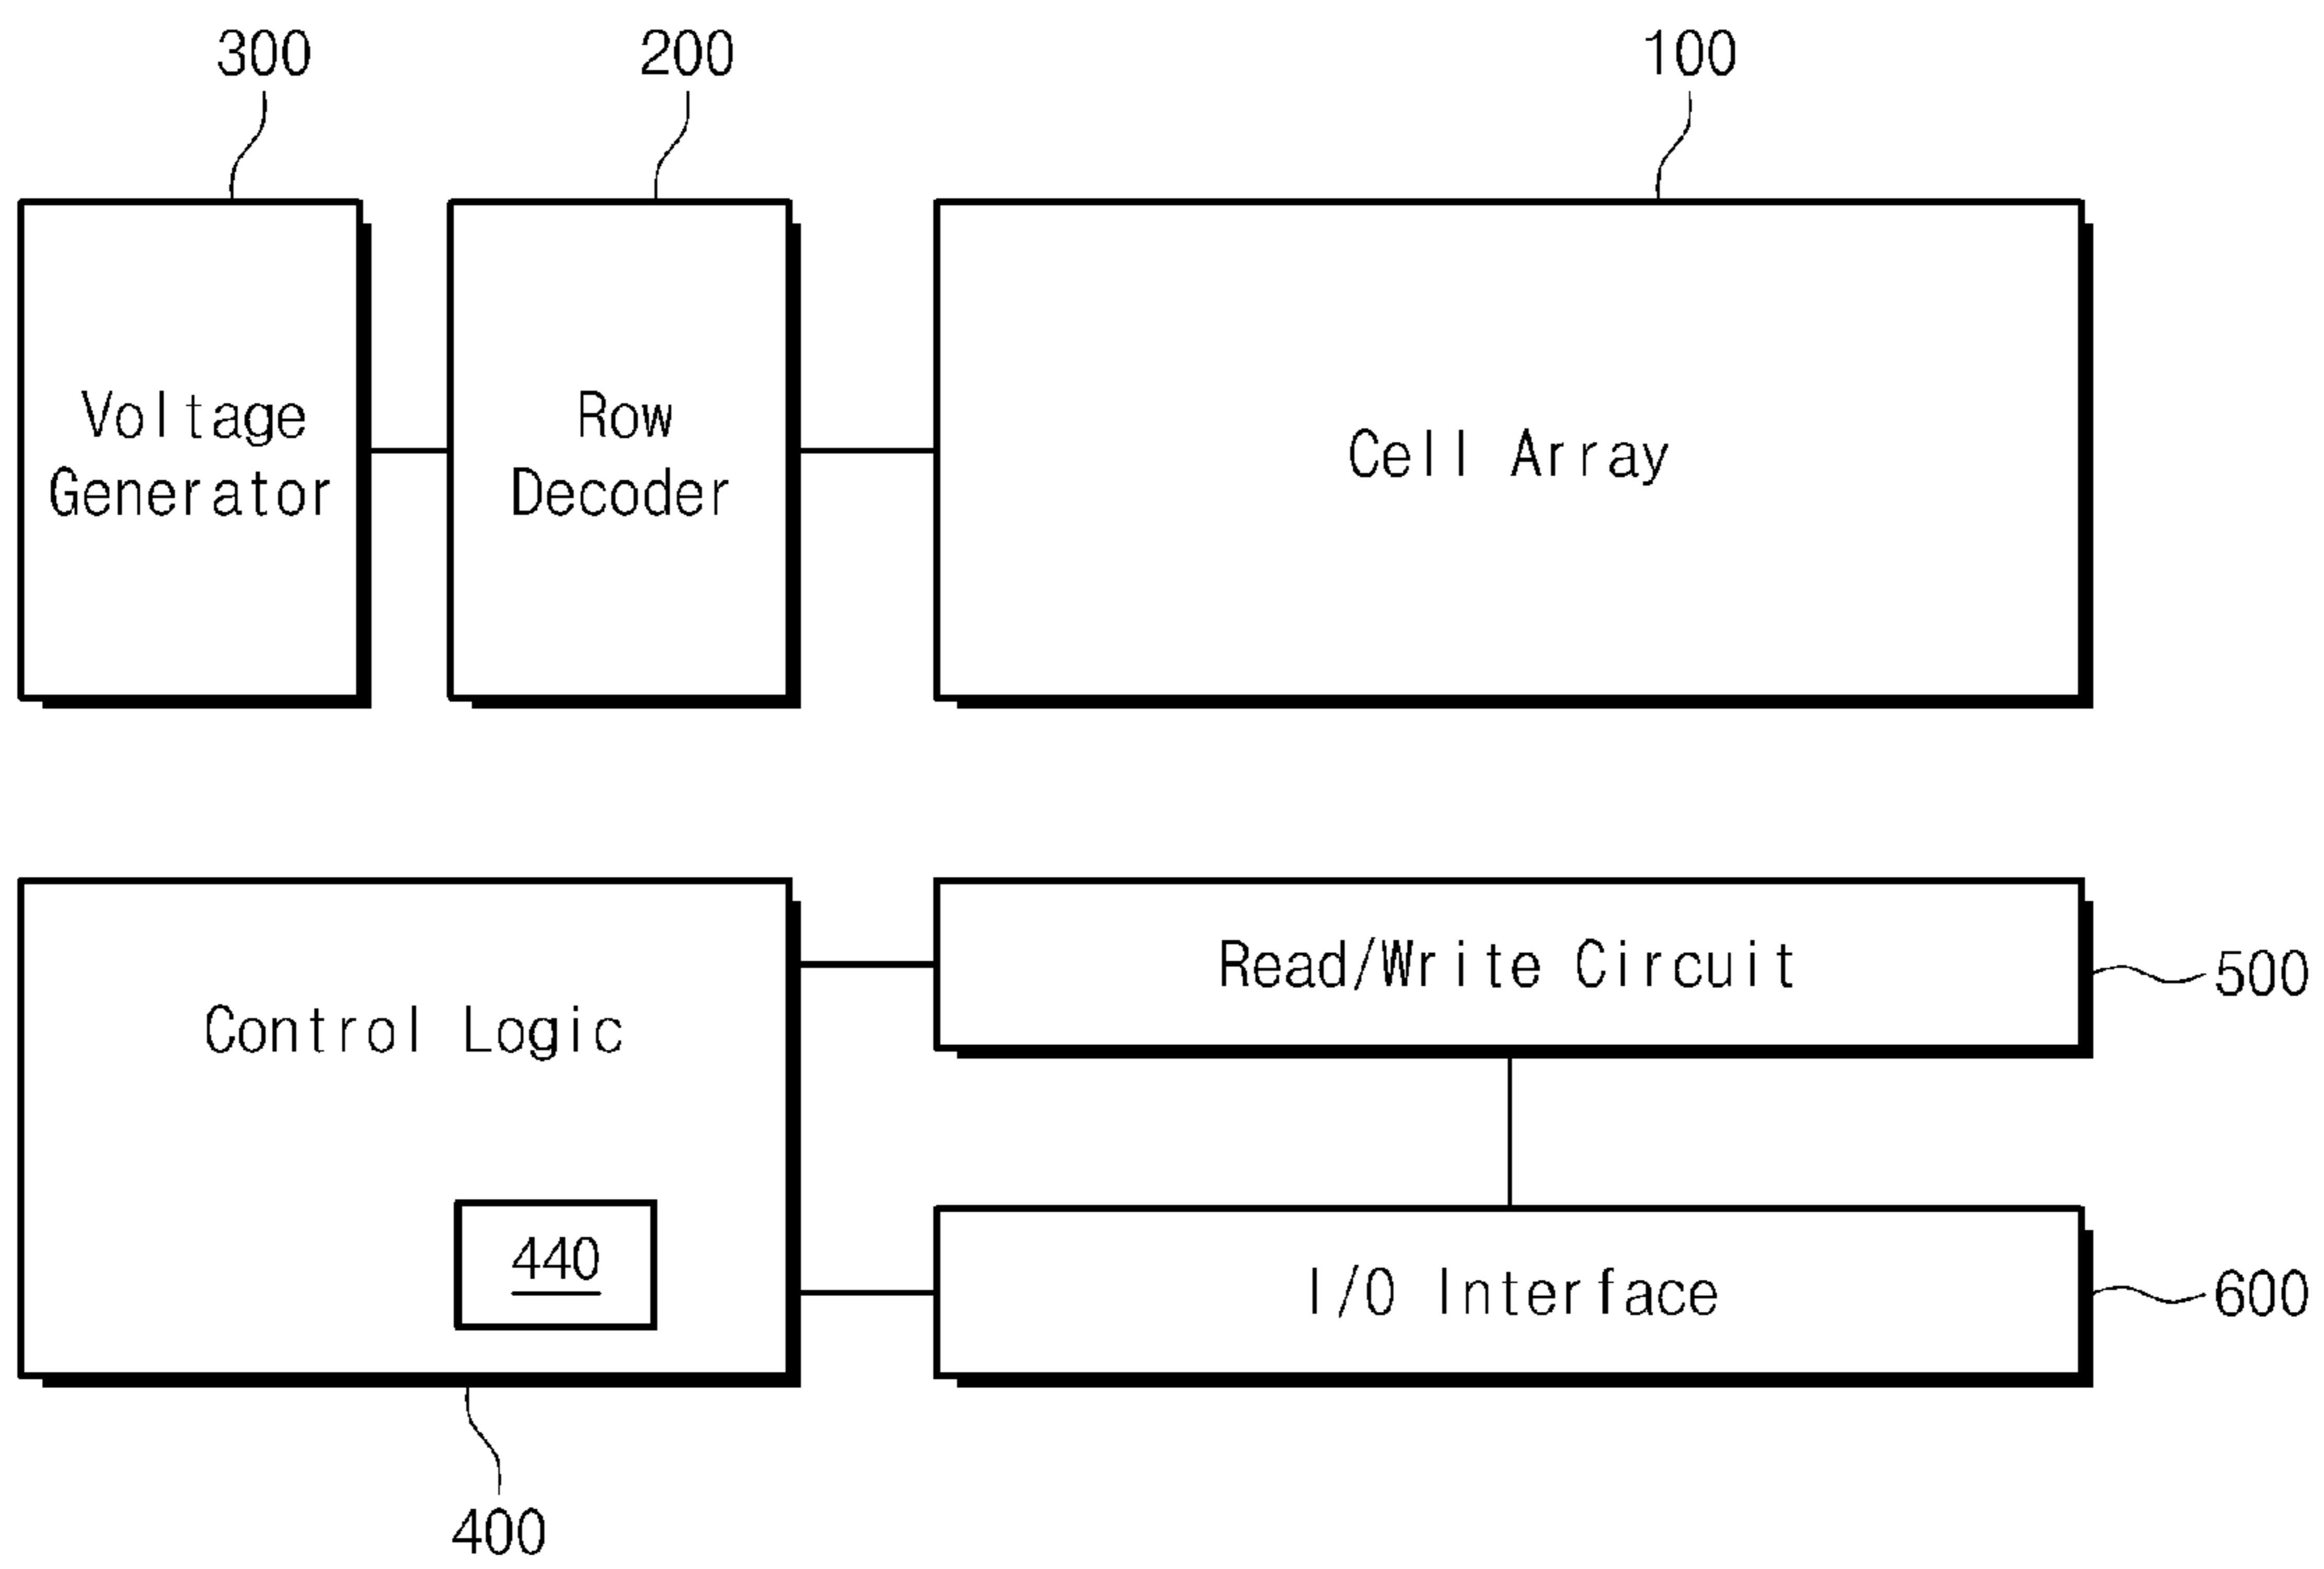 300
200
100
Voltage
Generator
Row
Decoder
Cell Array
Read/Write Circuit
500
Control Logic
440
I/O Interface
600
400